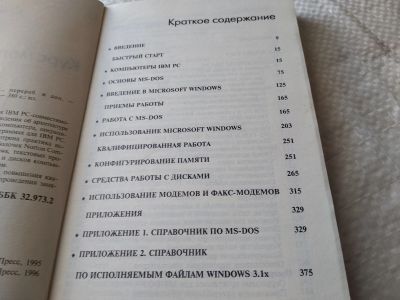 Краткое содержание
ВВЕДЕНИЕ 9
БЫСТРЫЙ СТАРТ 15
КОМПЬЮТЕРЫ IBM PC 15
ОСНОВЫ MS-DOS 75
ВВЕДЕНИЕ В MICROSOFT WINDOWS 125
ПРИЕМЫ РАБОТЫ 165
РАБОТА С MS-DOS 165
ИСПОЛЬЗОВАНИЕ MICROSOFT WINDOWS 203
КВАЛИФИЦИРОВАННАЯ РАБОТА 251
КОНФИГУРИРОВАНИЕ ПАМЯТИ 251
СРЕДСТВА РАБОТЫ С ДИСКАМИ 265
ИСПОЛЬЗОВАНИЕ МОДЕМОВ И ФАКС-МОДЕМОВ 315
ПРИЛОЖЕНИЯ 329
ПРИЛОЖЕНИЕ 1. СПРАВОЧНИК ПО MS-DOS 329
ПРИЛОЖЕНИЕ 2. СПРАВОЧНИК
ПО ИСПОЛНЯЕМЫМ ФАЙЛАМ WINDOWS 3.1x 375
ББК 32.973.2
Пресс, 1995
Пресс, 1996